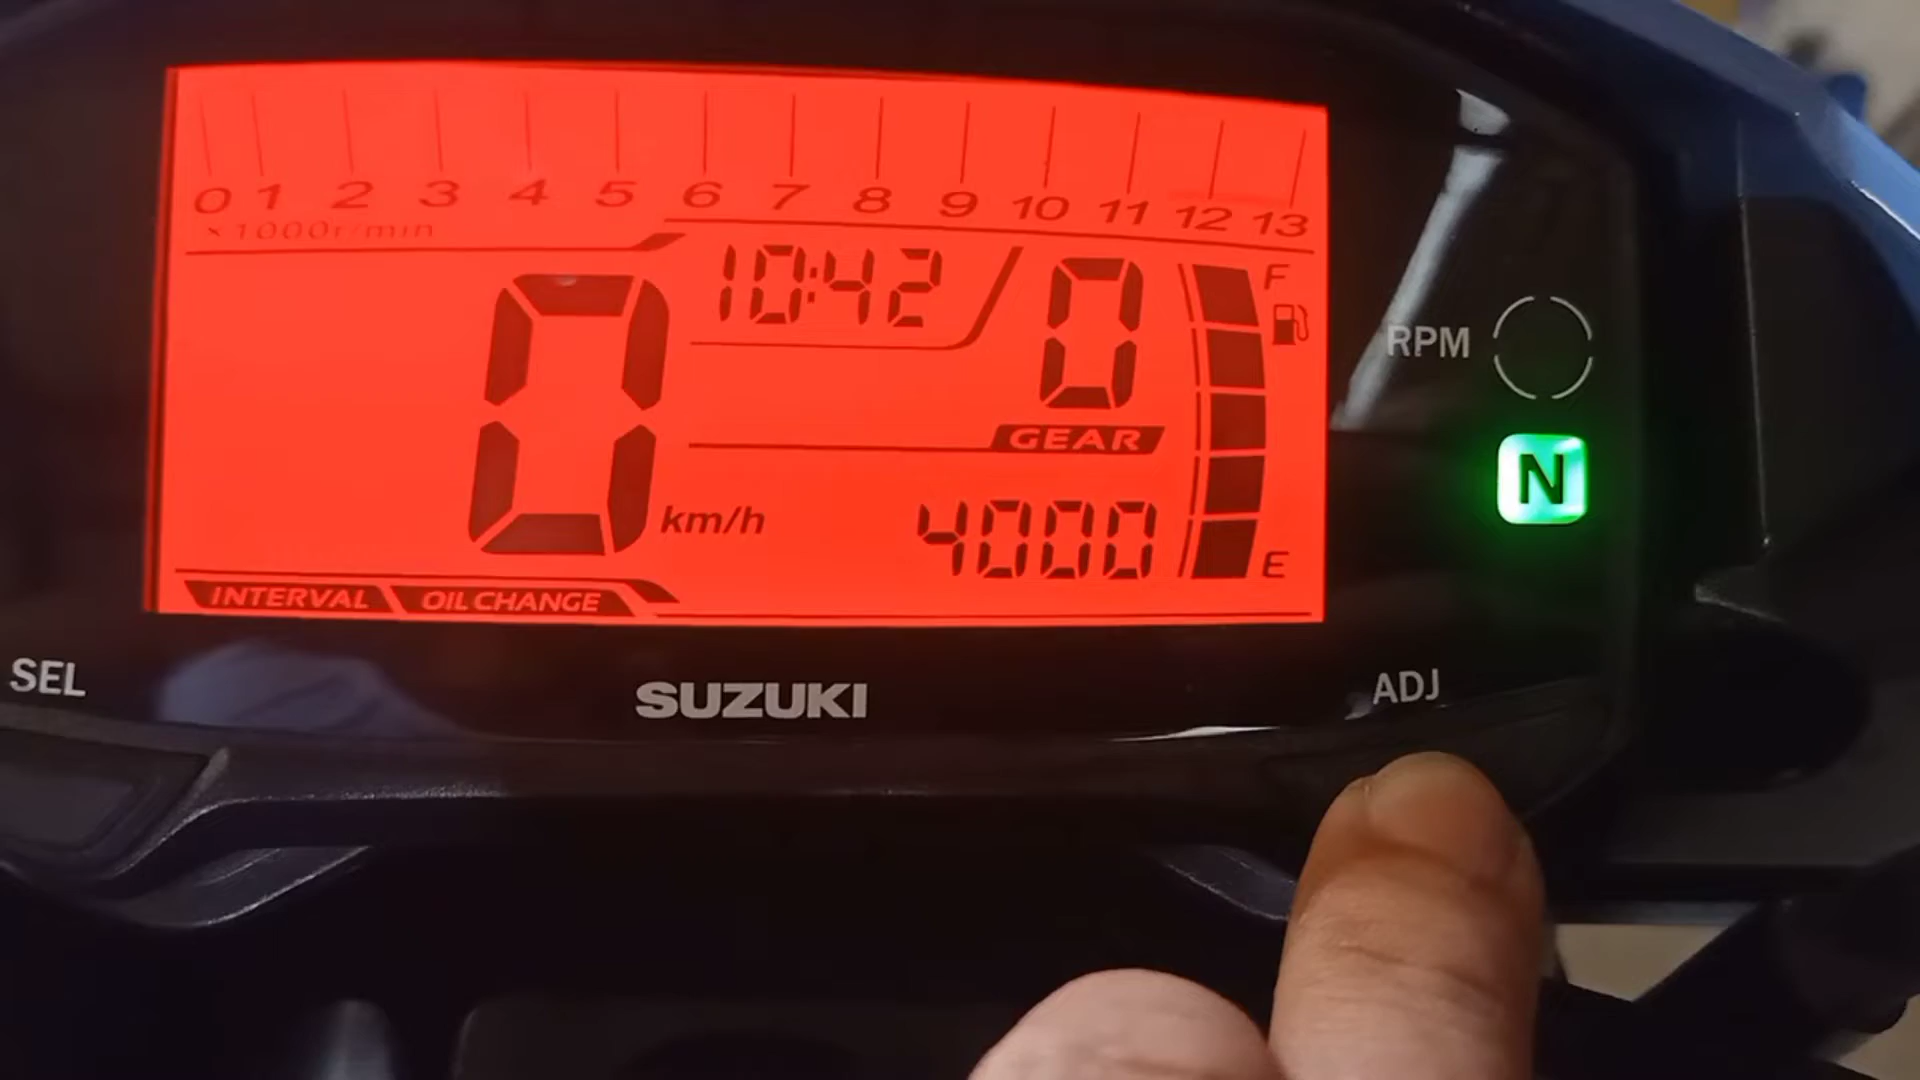 0 1 2 3 4 5 6 7 8 9 10 11 12 13
×1000r/min
10:42 0 F
RPM
GEAR
N
0 km/h 4000 E
INTERVAL OIL CHANGE
SEL SUZUKI ADJ